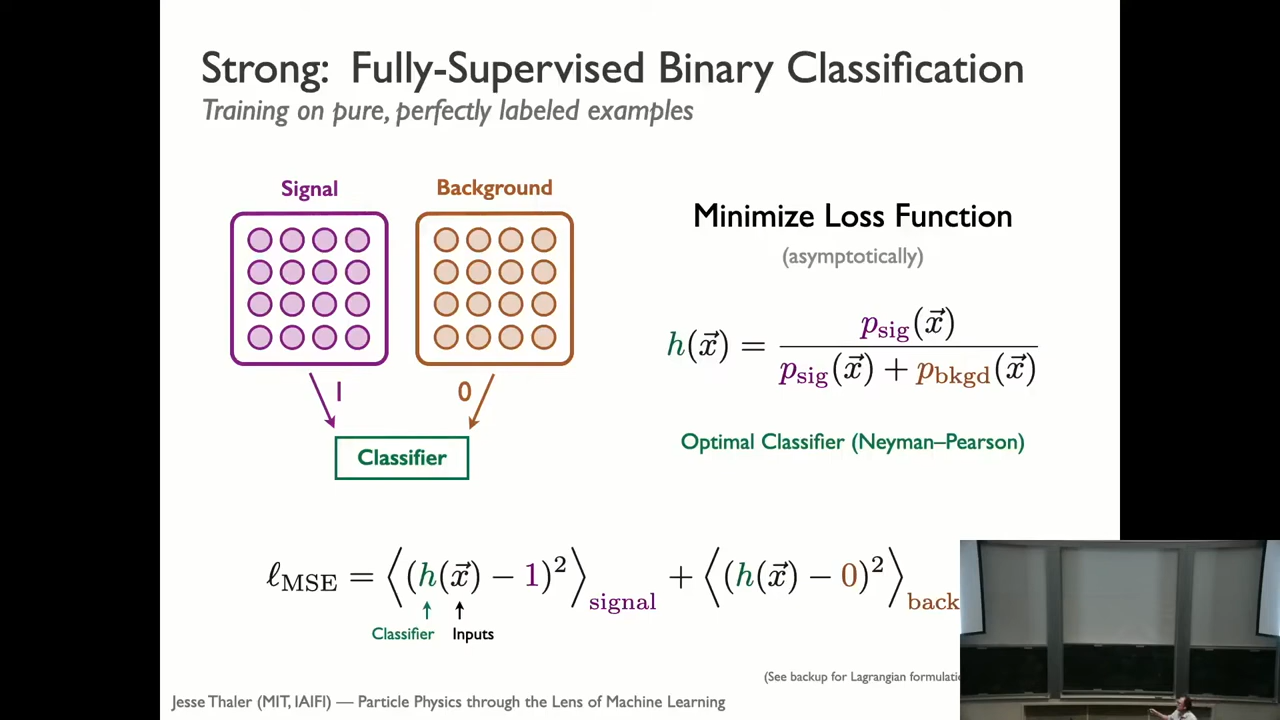 Strong: Fully-Supervised Binary Classification
Training on pure, perfectly labeled examples
Signal
Background
1
0
Classifier
Minimize Loss Function
(asymptotically)
h(x⃗) = p_sig(x⃗) / (p_sig(x⃗) + p_bkgd(x⃗))
Optimal Classifier (Neyman–Pearson)
ℓ_MSE = ⟨(h(x⃗) − 1)²⟩_signal + ⟨(h(x⃗) − 0)²⟩_back
Classifier
Inputs
(See backup for Lagrangian
Jesse Thaler (MIT, IAIFI) — Particle Physics through the Lens of Machine Learning